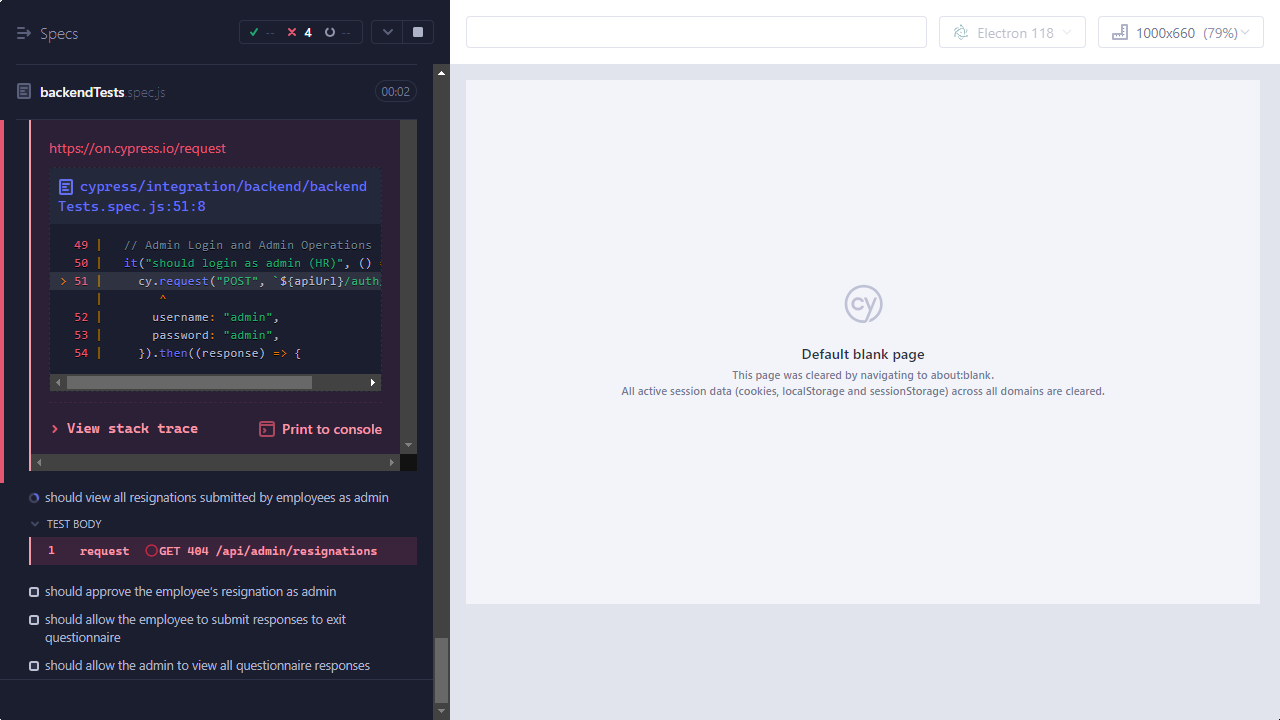 Specs
-- 4 --
Electron 118
1000x660 (79%)
backendTests.spec.js
00:02
https://on.cypress.io/request
cypress/integration/backend/backend
Tests.spec.js:51:8
49 | // Admin Login and Admin Operations
50 | it("should login as admin (HR)", () =
> 51 | cy.request("POST", `${apiUrl}/auth/
| ^
52 | username: "admin",
53 | password: "admin",
54 | }).then((response) => {
> View stack trace
Print to console
should view all resignations submitted by employees as admin
TEST BODY
1 request GET 404 /api/admin/resignations
should approve the employee's resignation as admin
should allow the employee to submit responses to exit
questionnaire
should allow the admin to view all questionnaire responses
cy
Default blank page
This page was cleared by navigating to about:blank.
All active session data (cookies, localStorage and sessionStorage) across all domains are cleared.